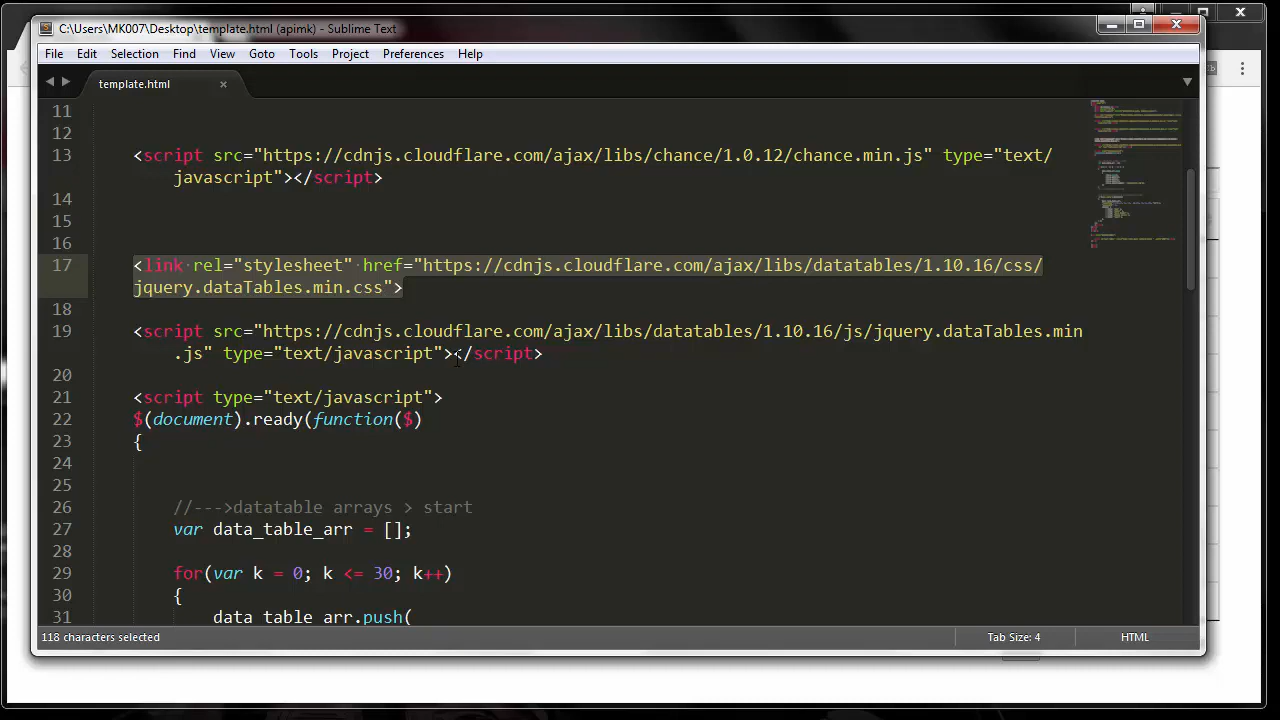 C:\Users\MK007\Desktop\template.html (apimk) - Sublime Text
File Edit Selection Find View Goto Tools Project Preferences Help
template.html
11
12
13 <script src="https://cdnjs.cloudflare.com/ajax/libs/chance/1.0.12/chance.min.js" type="text/
javascript"></script>
14
15
16
17 <link rel="stylesheet" href="https://cdnjs.cloudflare.com/ajax/libs/datatables/1.10.16/css/
jquery.dataTables.min.css">
18
19 <script src="https://cdnjs.cloudflare.com/ajax/libs/datatables/1.10.16/js/jquery.dataTables.min
.js" type="text/javascript"></script>
20
21 <script type="text/javascript">
22 $(document).ready(function($)
23 {
24
25
26 //--->datatable arrays > start
27 var data_table_arr = [];
28
29 for(var k = 0; k <= 30; k++)
30 {
31 data_table_arr.push(
118 characters selected
Tab Size: 4
HTML